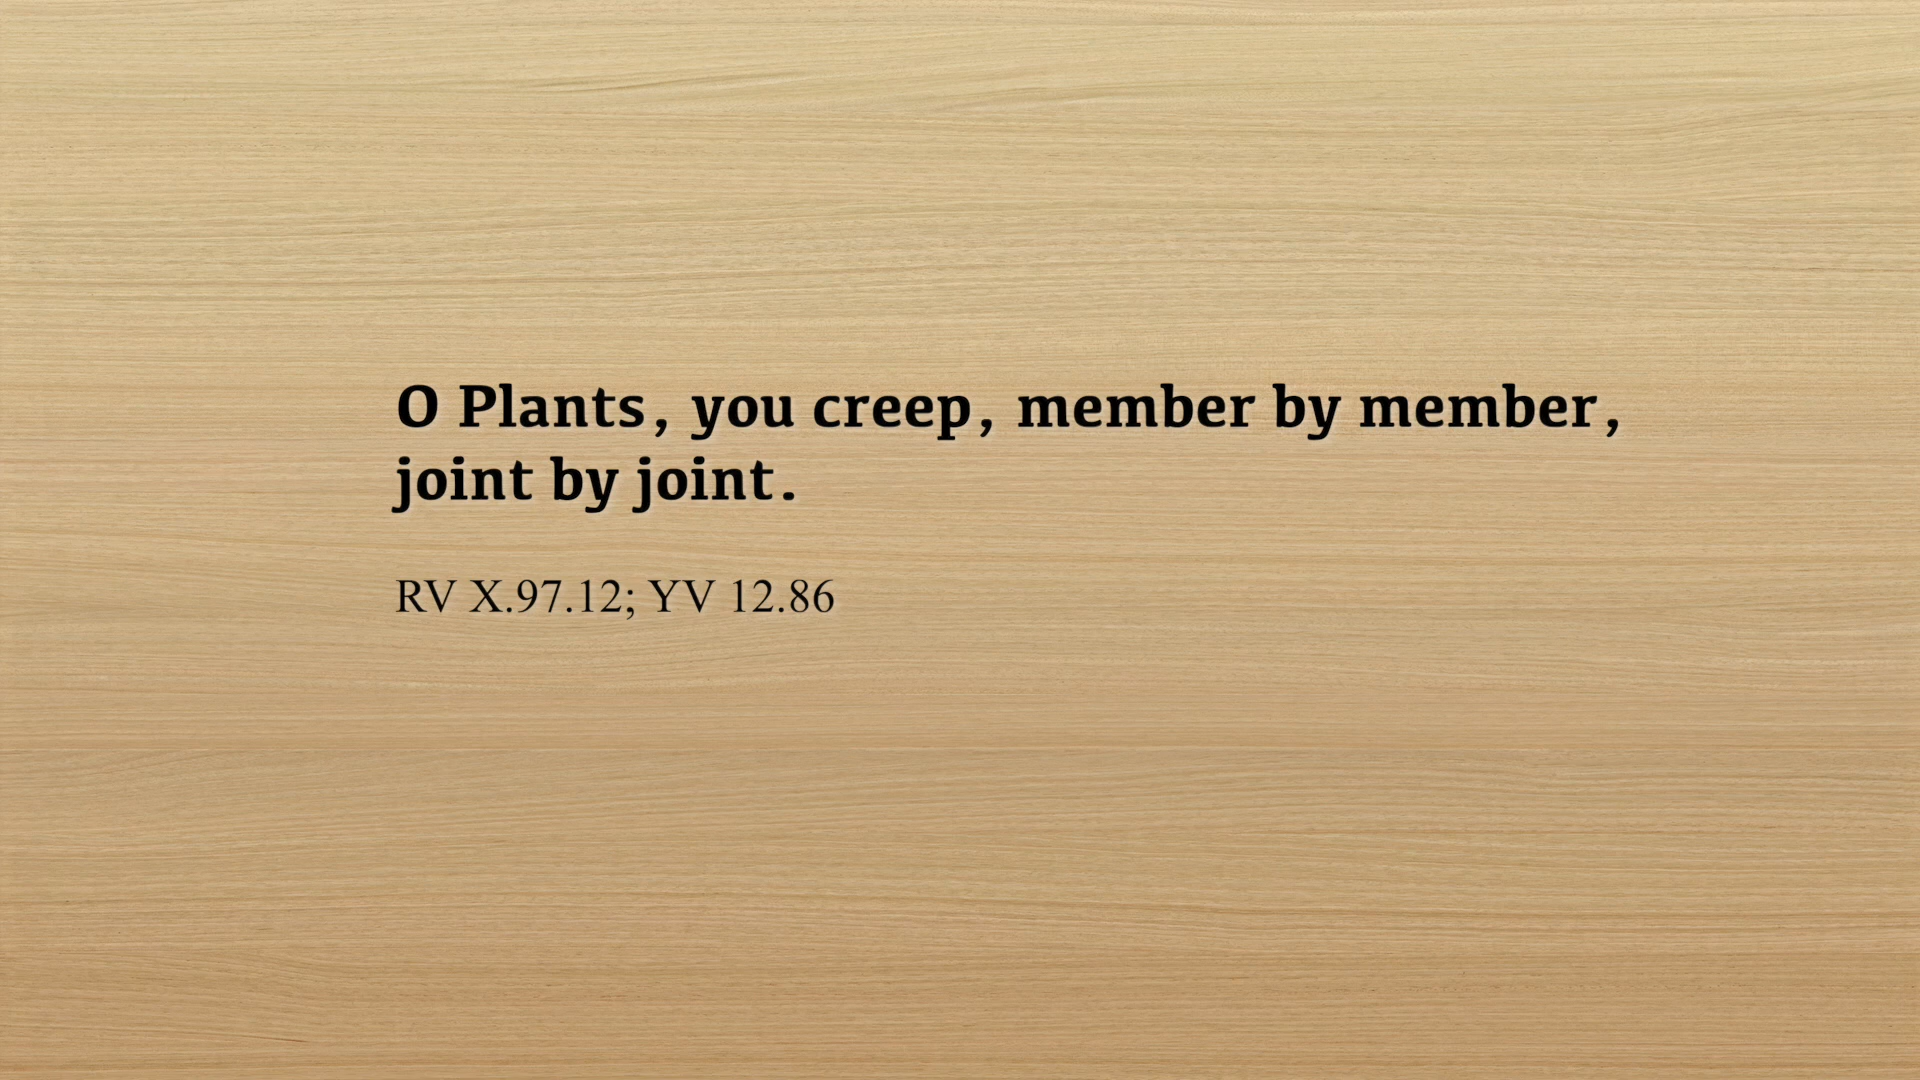 O Plants, you creep, member by member,
joint by joint.
RV X.97.12; YV 12.86